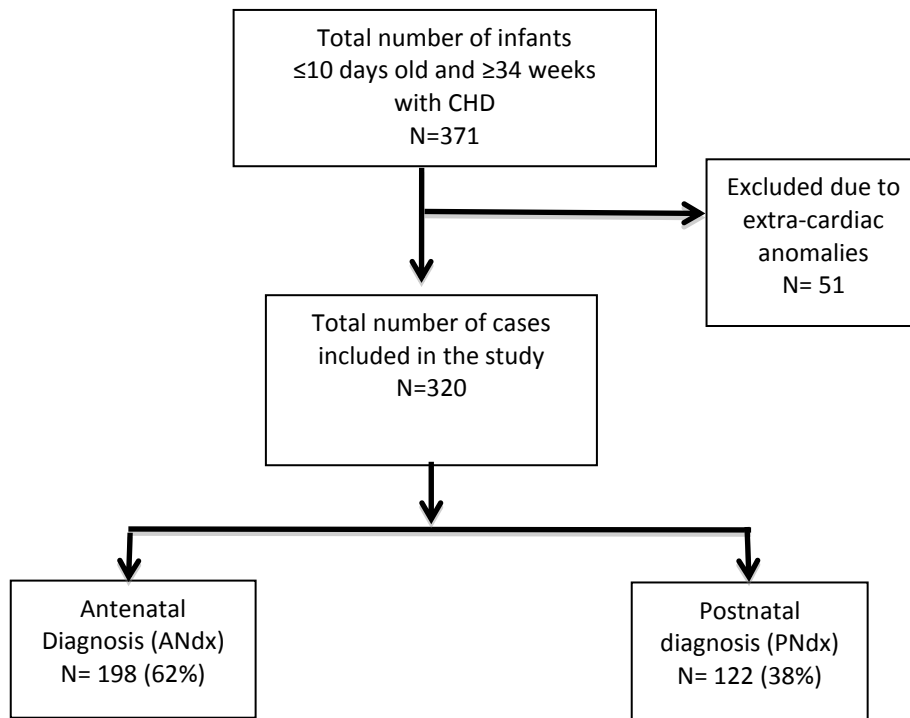 Total number of infants
≤10 days old and ≥34 weeks
with CHD
N=371
Excluded due to
extra-cardiac
anomalies
N= 51
Total number of cases
included in the study
N=320
Antenatal
Diagnosis (ANdx)
N= 198 (62%)
Postnatal
diagnosis (PNdx)
N= 122 (38%)